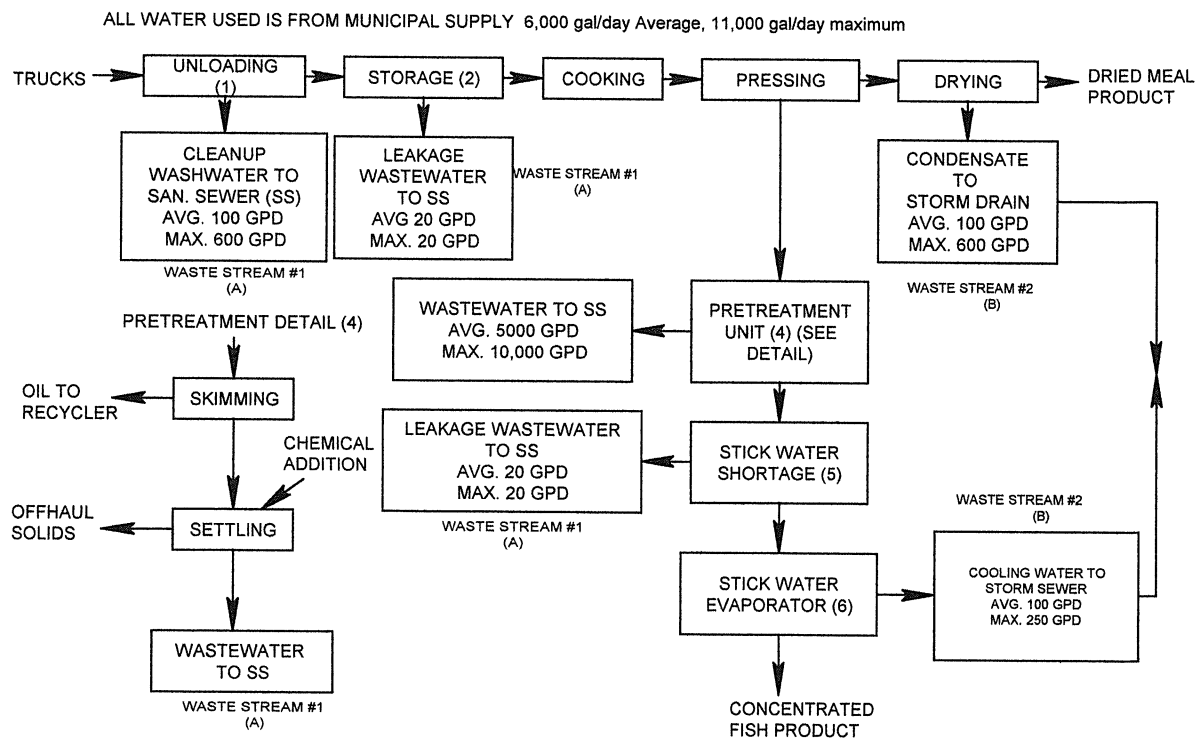 ALL WATER USED IS FROM MUNICIPAL SUPPLY 6,000 gal/day Average, 11,000 gal/day maximum
TRUCKS
UNLOADING
(1)
STORAGE (2)
COOKING
PRESSING
DRYING
DRIED MEAL
PRODUCT
CLEANUP
WASHWATER TO
SAN. SEWER (SS)
AVG. 100 GPD
MAX. 600 GPD
WASTE STREAM #1
(A)
LEAKAGE
WASTEWATER
TO SS
AVG 20 GPD
MAX. 20 GPD
WASTE STREAM #1
(A)
CONDENSATE
TO
STORM DRAIN
AVG. 100 GPD
MAX. 600 GPD
WASTE STREAM #2
(B)
PRETREATMENT DETAIL (4)
WASTEWATER TO SS
AVG. 5000 GPD
MAX. 10,000 GPD
PRETREATMENT
UNIT (4) (SEE
DETAIL)
OIL TO
RECYCLER
SKIMMING
CHEMICAL
ADDITION
LEAKAGE WASTEWATER
TO SS
AVG. 20 GPD
MAX. 20 GPD
WASTE STREAM #1
(A)
STICK WATER
SHORTAGE (5)
OFFHAUL
SOLIDS
SETTLING
WASTE STREAM #2
(B)
STICK WATER
EVAPORATOR (6)
COOLING WATER TO
STORM SEWER
AVG. 100 GPD
MAX. 250 GPD
WASTEWATER
TO SS
WASTE STREAM #1
(A)
CONCENTRATED
FISH PRODUCT